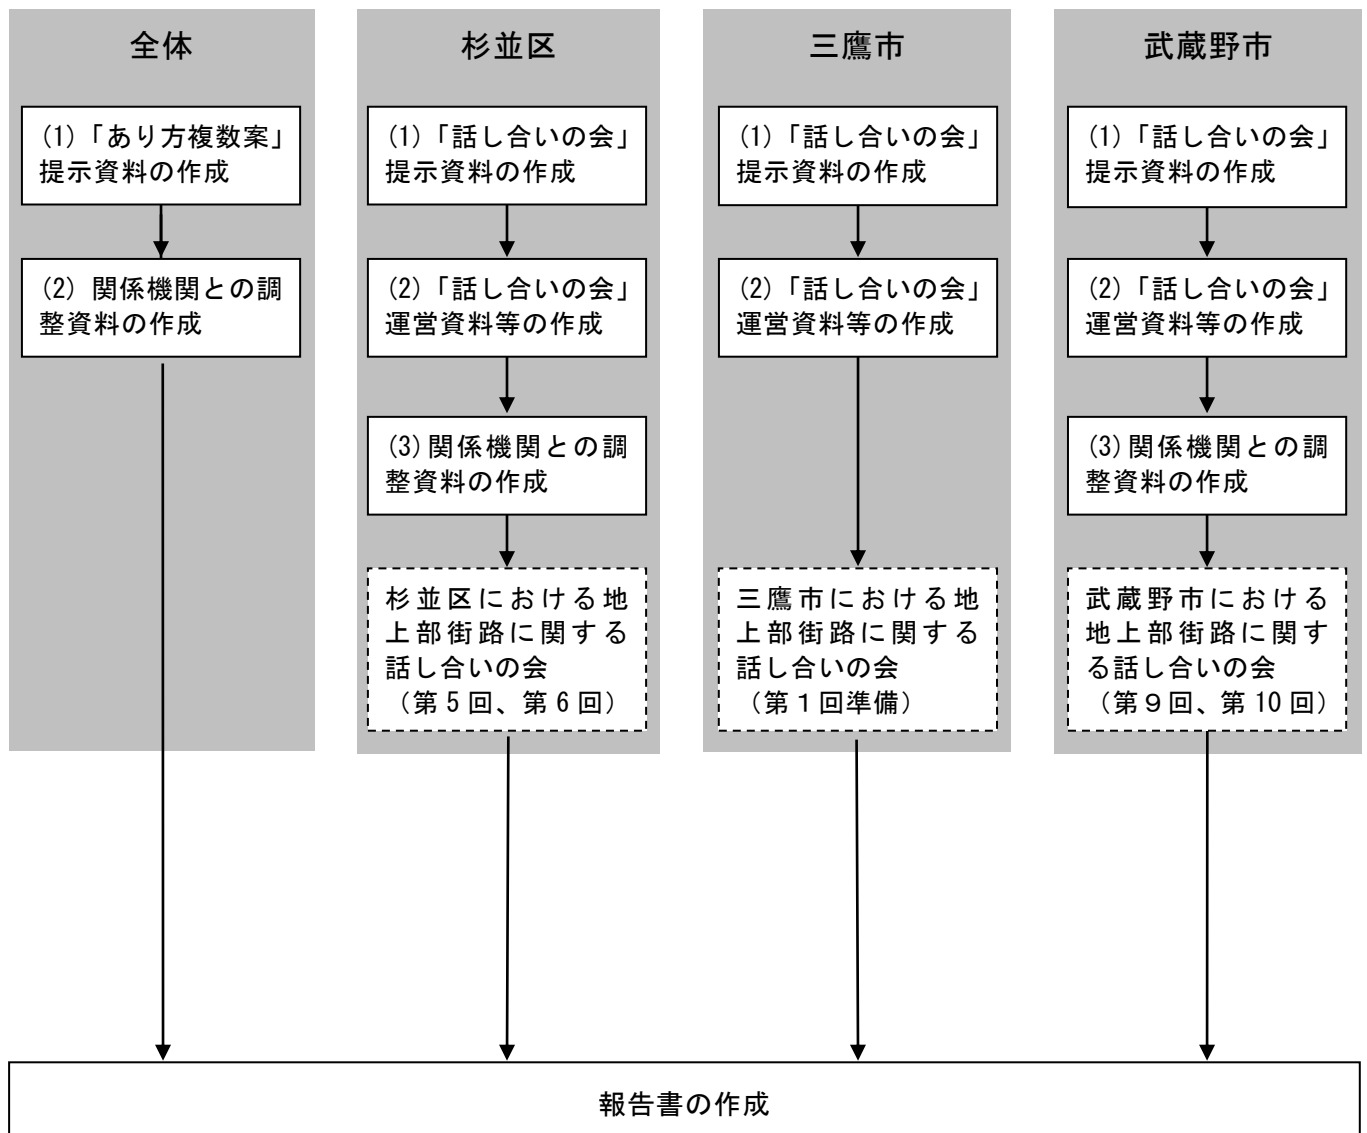 全体
(1)「あり方複数案」
提示資料の作成
(2) 関係機関との調
整資料の作成
杉並区
(1)「話し合いの会」
提示資料の作成
(2)「話し合いの会」
運営資料等の作成
(3)関係機関との調
整資料の作成
杉並区における地
上部街路に関する
話し合いの会
（第5回、第6回）
三鷹市
(1)「話し合いの会」
提示資料の作成
(2)「話し合いの会」
運営資料等の作成
三鷹市における地
上部街路に関する
話し合いの会
（第１回準備）
武蔵野市
(1)「話し合いの会」
提示資料の作成
(2)「話し合いの会」
運営資料等の作成
(3)関係機関との調
整資料の作成
武蔵野市における
地上部街路に関す
る話し合いの会
（第９回、第10回）
報告書の作成